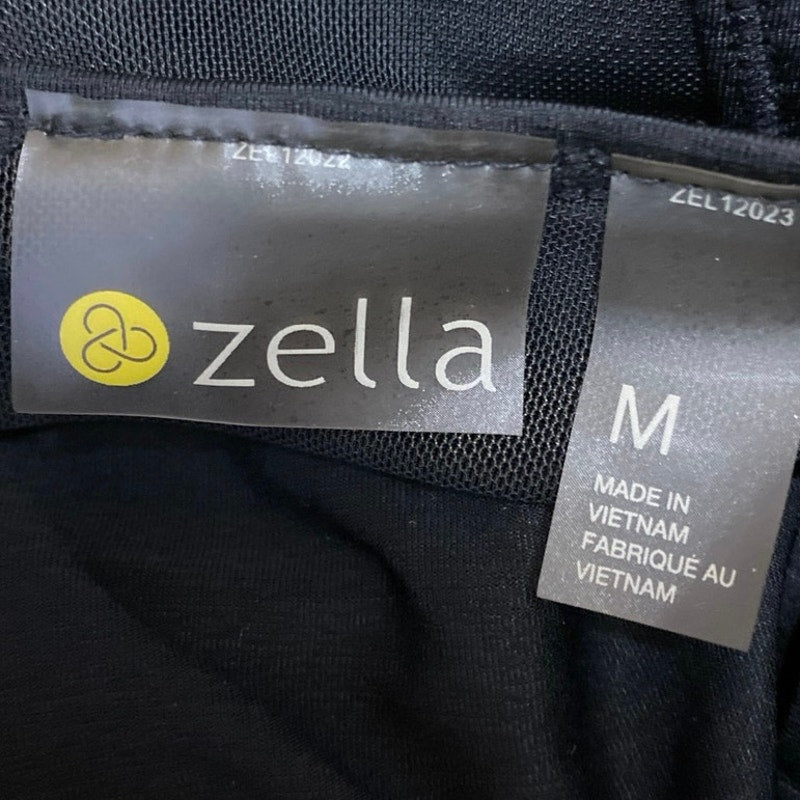 ZEL12022
zella
ZEL12023
M
MADE IN
VIETNAM
FABRIQUÉ AU
VIETNAM